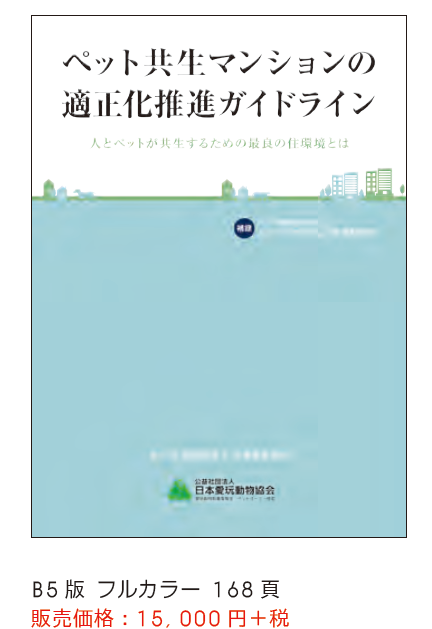 ペット共生マンションの
適正化推進ガイドライン
人とペットが共生するための最良の住環境とは
公益社団法人
日本愛玩動物協会
B5版 フルカラー 168頁
販売価格：15,000円＋税